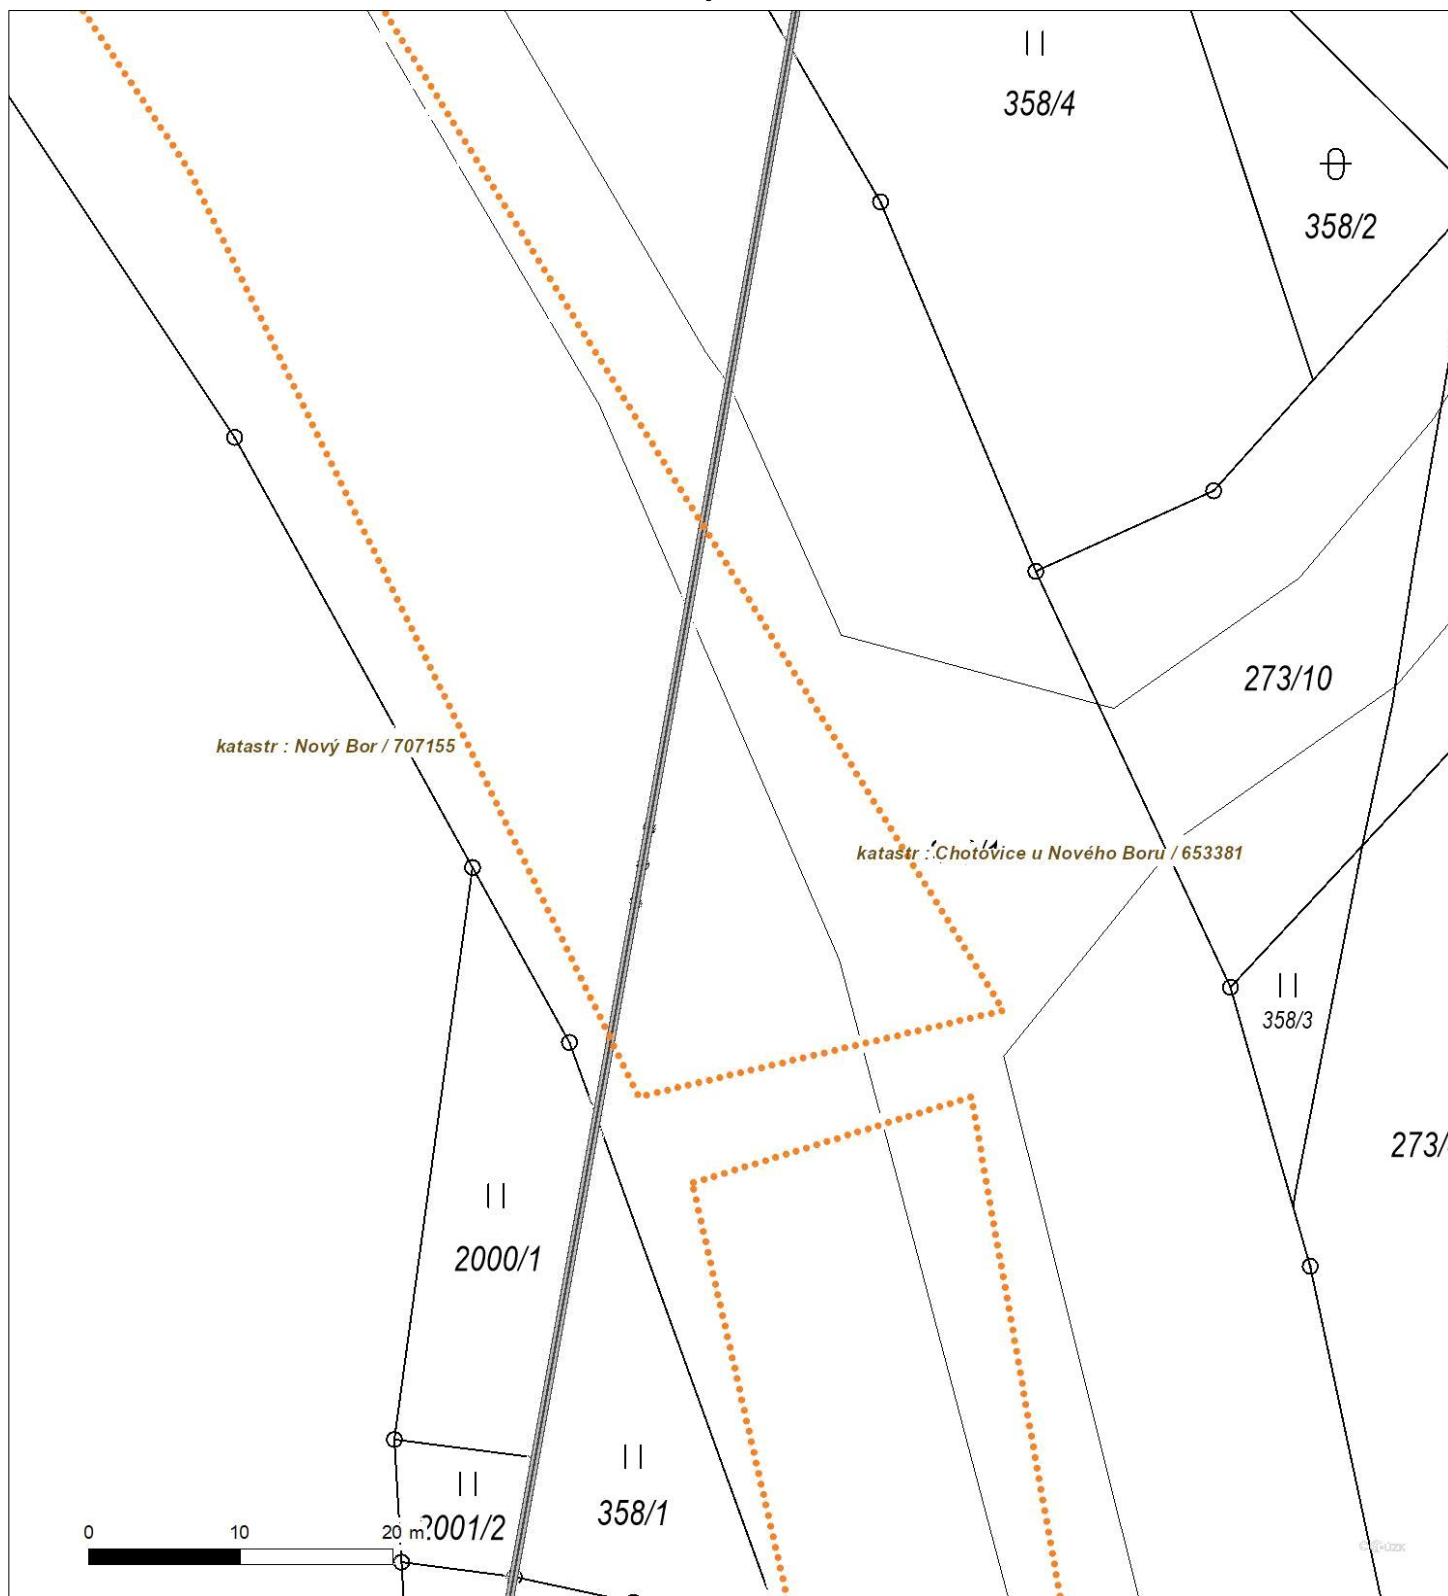 358/4
358/2
273/10
katastr : Nový Bor / 707155
katastr : Chotovice u Nového Boru / 653381
358/3
273/
2000/1
358/1
2001/2
0 10 20 m